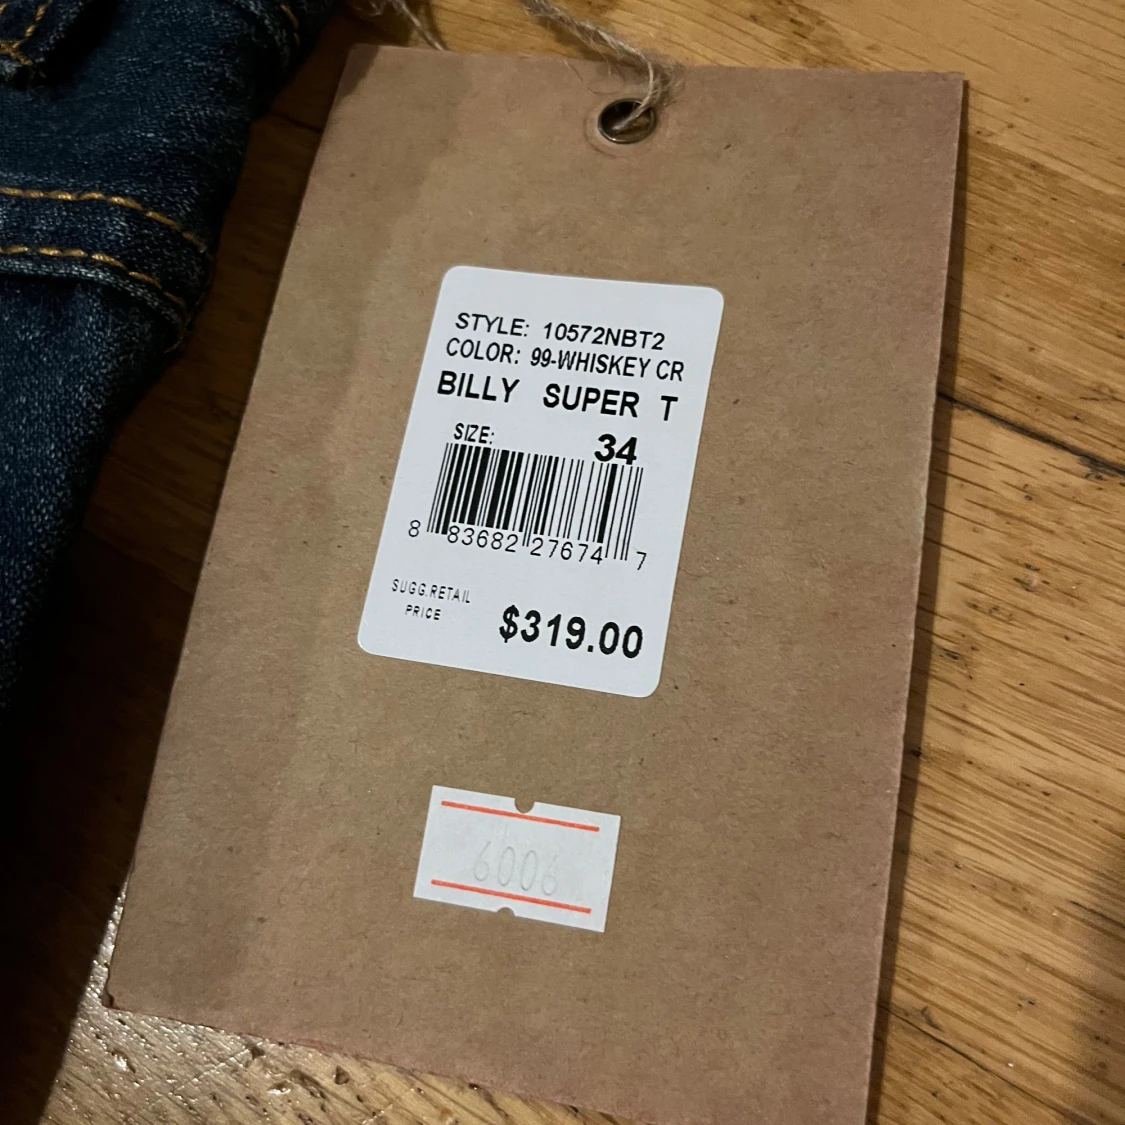 STYLE: 10572NBT2
COLOR: 99-WHISKEY CR
BILLY SUPER T
SIZE: 34
8 83682 27674 7
SUGG.RETAIL
PRICE
$319.00
6006